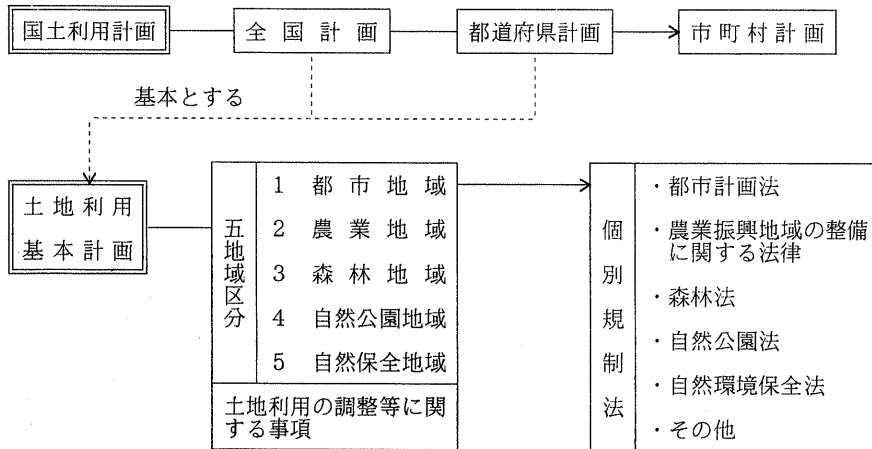 国土利用計画
全国計画
都道府県計画
市町村計画
基本とする
土地利用
基本計画
五地域区分
1 都市地域
2 農業地域
3 森林地域
4 自然公園地域
5 自然保全地域
土地利用の調整等に関
する事項
個別規制法
・都市計画法
・農業振興地域の整備
に関する法律
・森林法
・自然公園法
・自然環境保全法
・その他